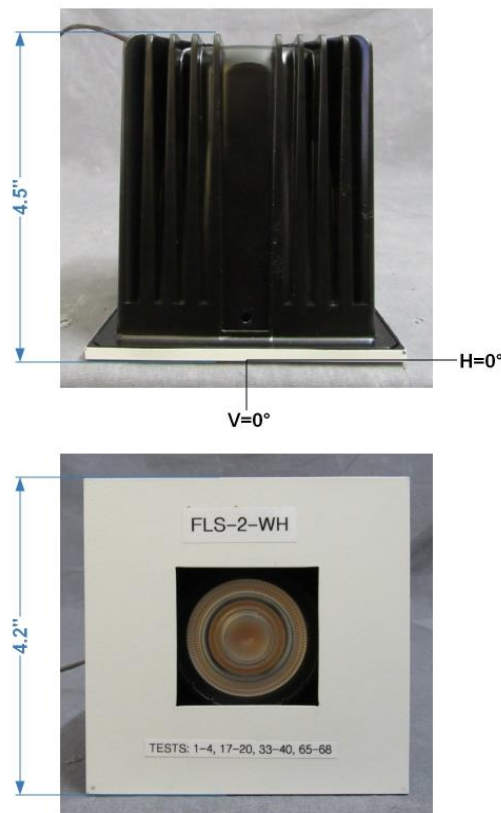 4.5"
H=0°
V=0°
4.2"
FLS-2-WH
TESTS: 1-4, 17-20, 33-40, 65-68